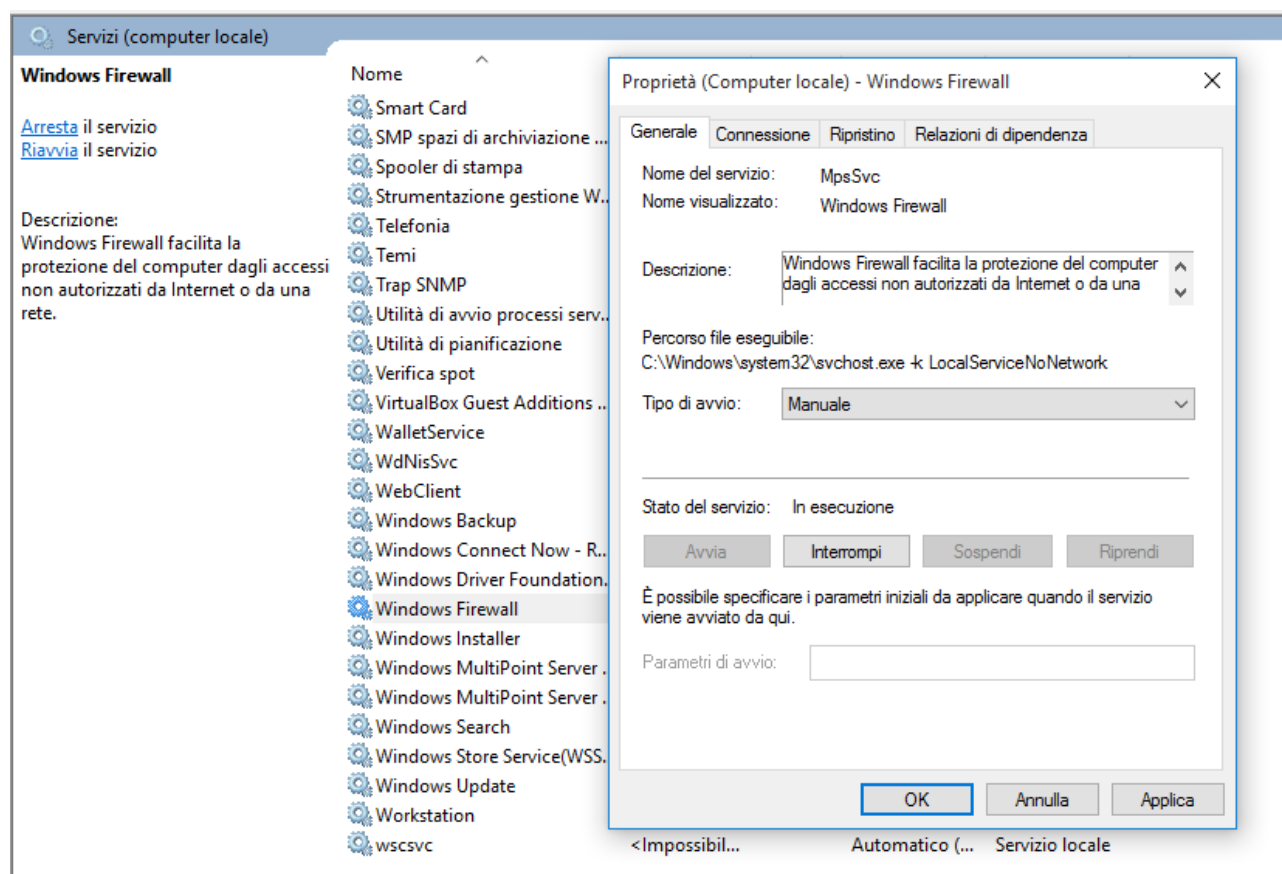 Servizi (computer locale)
Windows Firewall
Arresta il servizio
Riavvia il servizio
Descrizione:
Windows Firewall facilita la
protezione del computer dagli accessi
non autorizzati da Internet o da una
rete.
Nome
Smart Card
SMP spazi di archiviazione ...
Spooler di stampa
Strumentazione gestione W...
Telefonia
Temi
Trap SNMP
Utilità di avvio processi serv...
Utilità di pianificazione
Verifica spot
VirtualBox Guest Additions ...
WalletService
WdNisSvc
WebClient
Windows Backup
Windows Connect Now - R...
Windows Driver Foundation...
Windows Firewall
Windows Installer
Windows MultiPoint Server ...
Windows MultiPoint Server ...
Windows Search
Windows Store Service(WSS...
Windows Update
Workstation
wscsvc <Impossibil... Automatico (... Servizio locale
Proprietà (Computer locale) - Windows Firewall
Generale Connessione Ripristino Relazioni di dipendenza
Nome del servizio: MpsSvc
Nome visualizzato: Windows Firewall
Descrizione: Windows Firewall facilita la protezione del computer
dagli accessi non autorizzati da Internet o da una
Percorso file eseguibile:
C:\Windows\system32\svchost.exe -k LocalServiceNoNetwork
Tipo di avvio: Manuale
Stato del servizio: In esecuzione
Avvia Interrompi Sospendi Riprendi
È possibile specificare i parametri iniziali da applicare quando il servizio
viene avviato da qui.
Parametri di avvio:
OK Annulla Applica